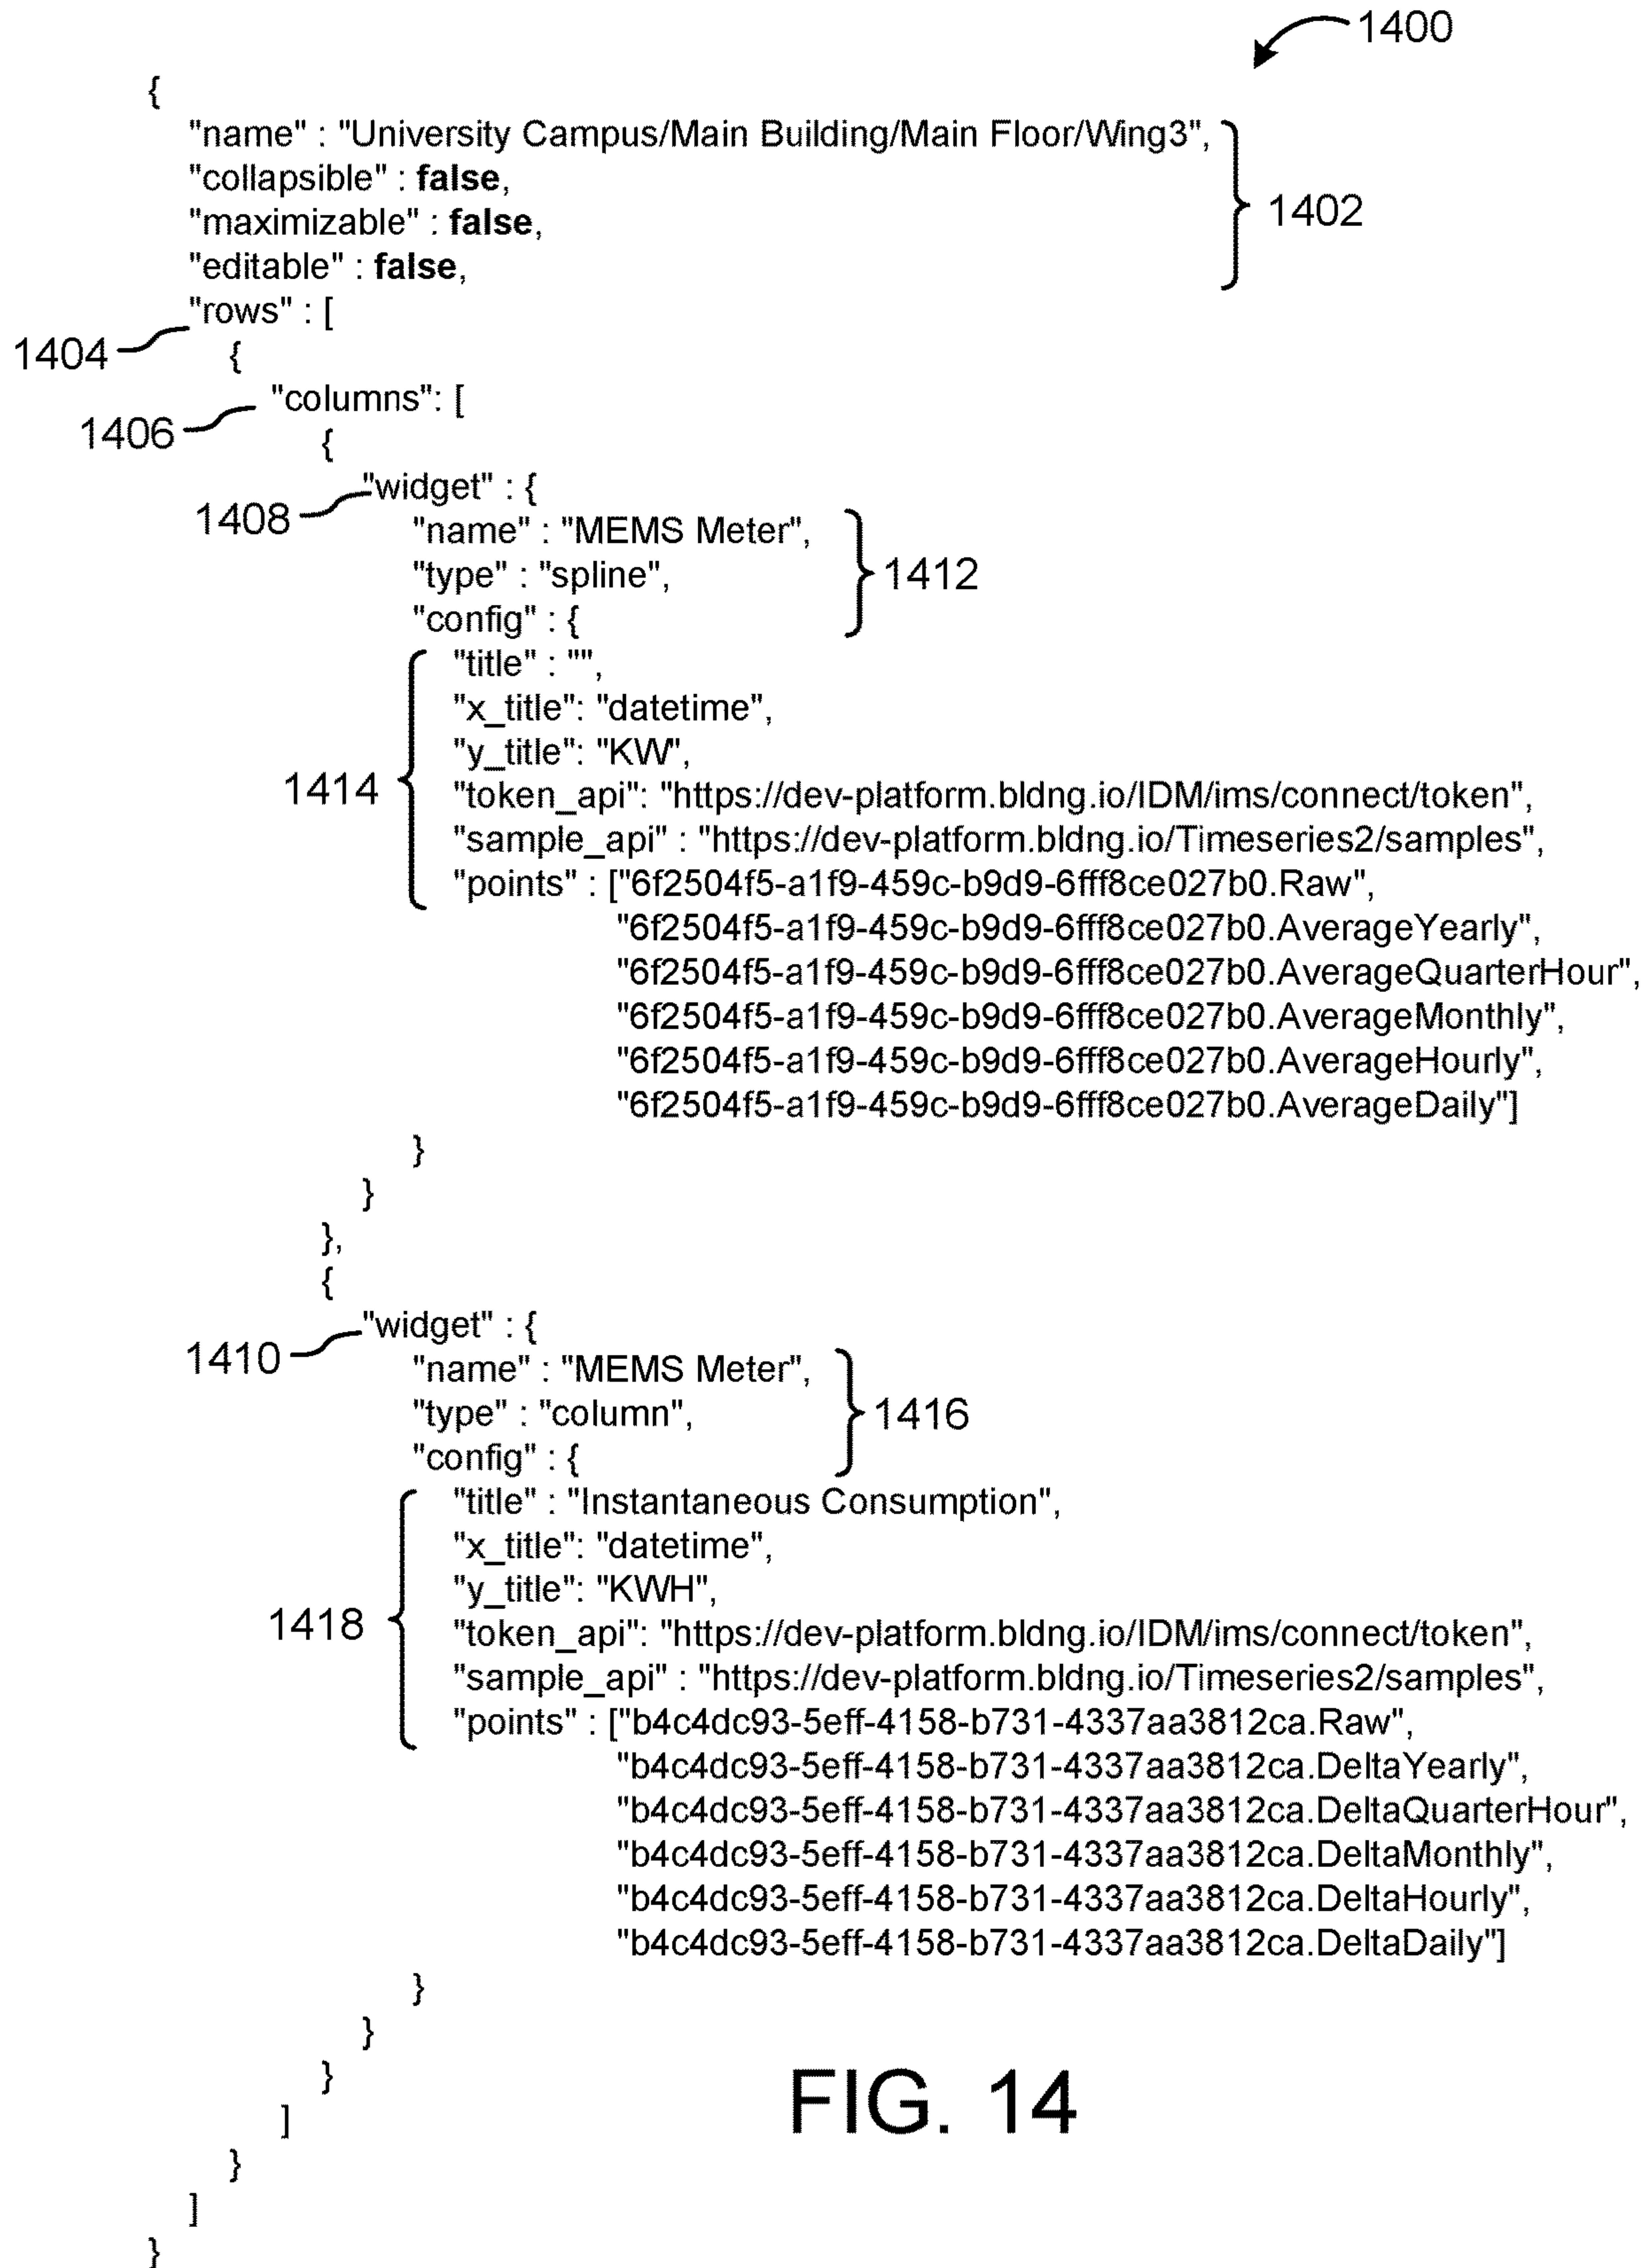 1400
{
"name" : "University Campus/Main Building/Main Floor/Wing3",
"collapsible" : false,
"maximizable" : false,
1402
"editable" : false,
"rows" : [
1404
{
"columns": [
1406
{
"widget" : {
1408
"name" : "MEMS Meter",
"type" : "spline",
1412
"config" : {
"title" : "",
"x_title": "datetime",
"y_title": "KW",
1414
"token_api": "https://dev-platform.bldng.io/IDM/ims/connect/token",
"sample_api" : "https://dev-platform.bldng.io/Timeseries2/samples",
"points" : ["6f2504f5-a1f9-459c-b9d9-6fff8ce027b0.Raw",
"6f2504f5-a1f9-459c-b9d9-6fff8ce027b0.AverageYearly",
"6f2504f5-a1f9-459c-b9d9-6fff8ce027b0.AverageQuarterHour",
"6f2504f5-a1f9-459c-b9d9-6fff8ce027b0.AverageMonthly",
"6f2504f5-a1f9-459c-b9d9-6fff8ce027b0.AverageHourly",
"6f2504f5-a1f9-459c-b9d9-6fff8ce027b0.AverageDaily"]
}
}
},
{
"widget" : {
1410
"name" : "MEMS Meter",
"type" : "column",
1416
"config" : {
"title" : "Instantaneous Consumption",
"x_title": "datetime",
"y_title": "KWH",
1418
"token_api": "https://dev-platform.bldng.io/IDM/ims/connect/token",
"sample_api" : "https://dev-platform.bldng.io/Timeseries2/samples",
"points" : ["b4c4dc93-5eff-4158-b731-4337aa3812ca.Raw",
"b4c4dc93-5eff-4158-b731-4337aa3812ca.DeltaYearly",
"b4c4dc93-5eff-4158-b731-4337aa3812ca.DeltaQuarterHour",
"b4c4dc93-5eff-4158-b731-4337aa3812ca.DeltaMonthly",
"b4c4dc93-5eff-4158-b731-4337aa3812ca.DeltaHourly",
"b4c4dc93-5eff-4158-b731-4337aa3812ca.DeltaDaily"]
}
}
}
]
}
]
}
FIG. 14